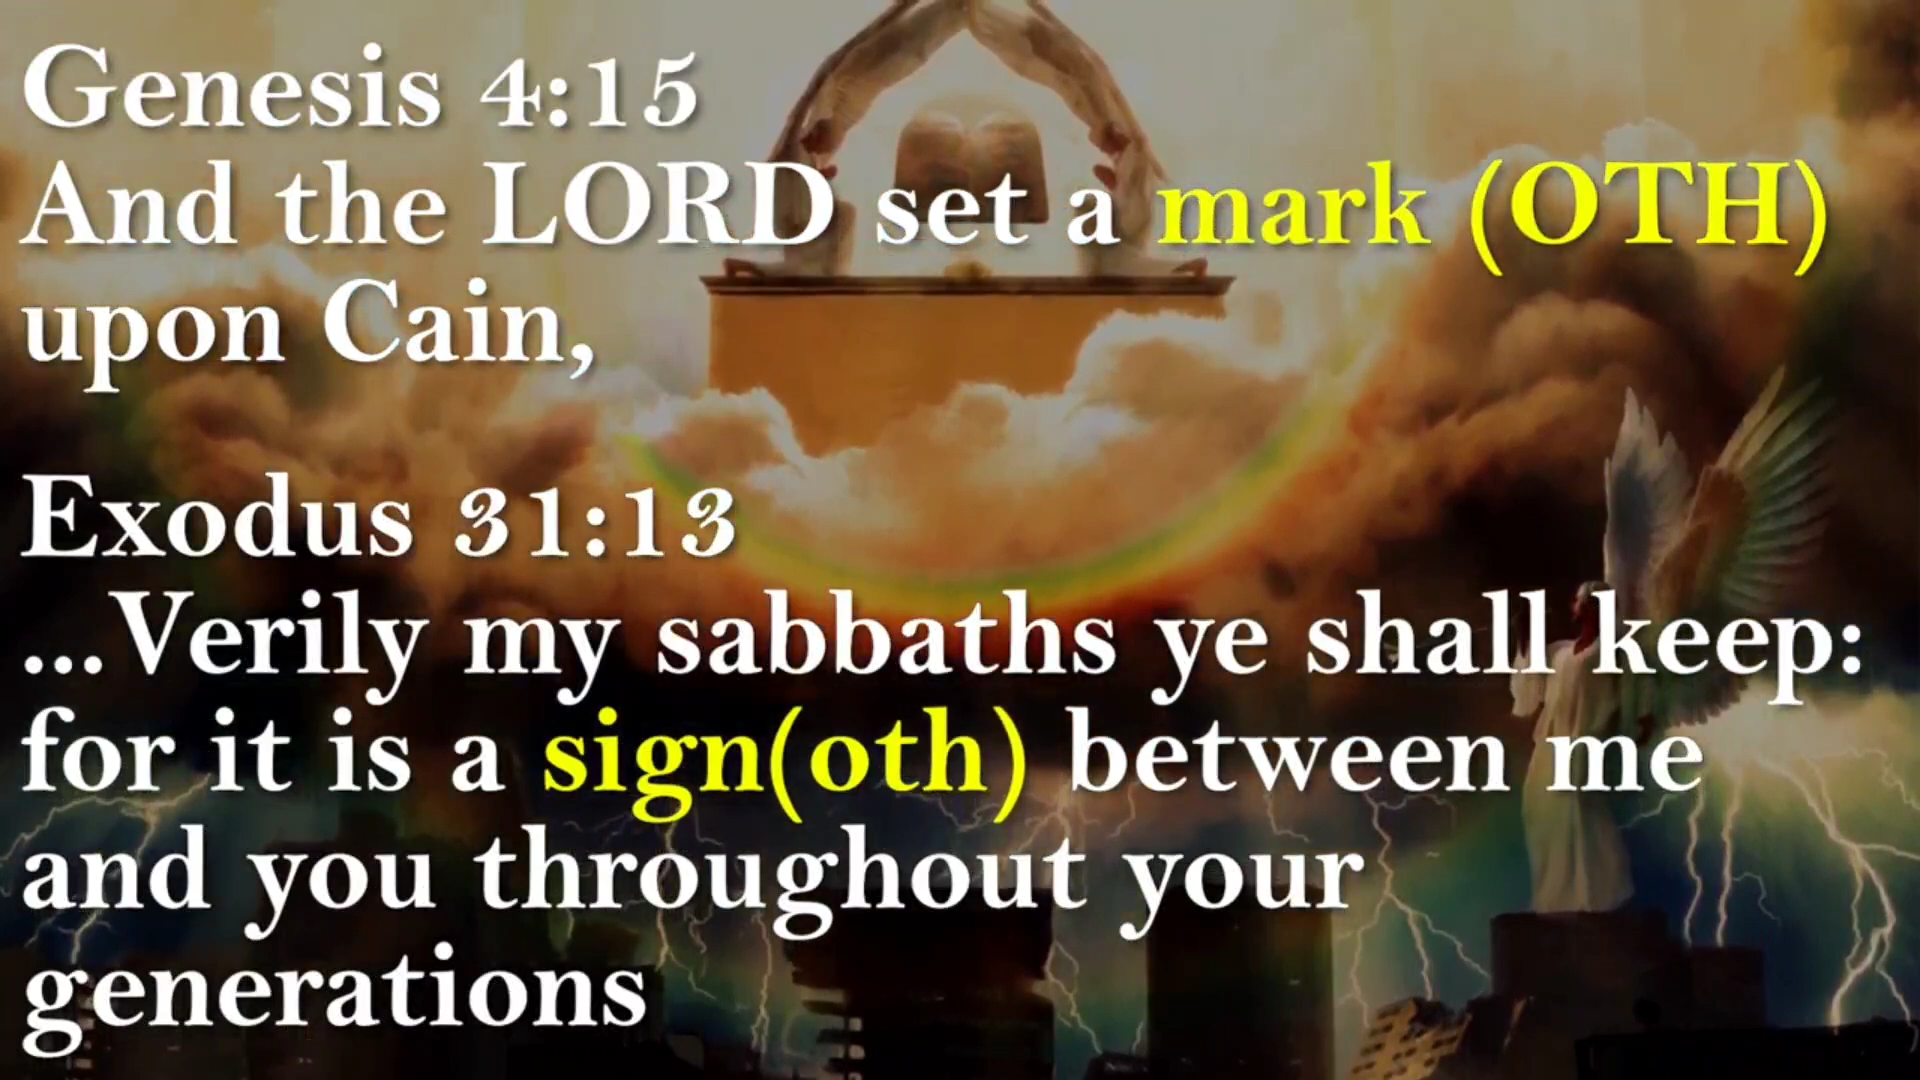 Genesis 4:15
And the LORD set a mark (OTH)
upon Cain,
Exodus 31:13
...Verily my sabbaths ye shall keep:
for it is a sign(oth) between me
and you throughout your
generations